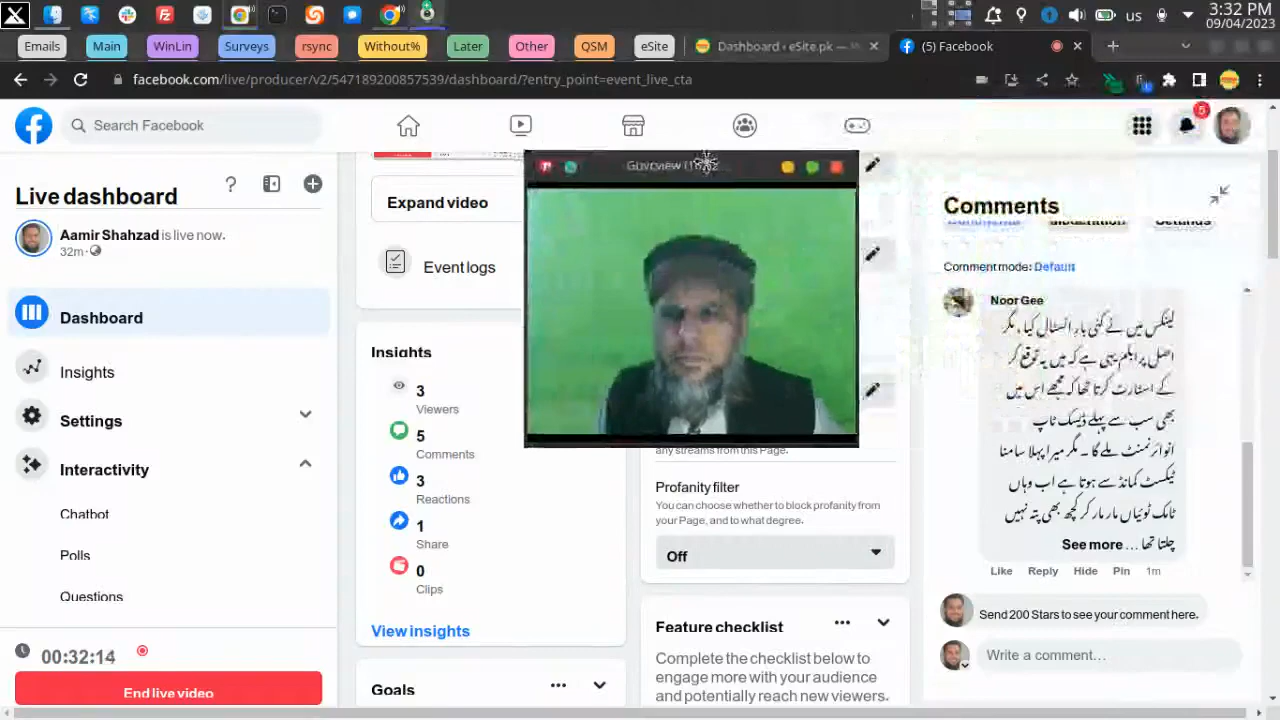 3:32 PM
us
09/04/2023
Emails
Main
WinLin
Surveys
rsync
Without%
Later
Other
QSM
eSite
Dashboard ‹ eSite.pk — 
(5) Facebook
facebook.com/live/producer/v2/547189200857539/dashboard/?entry_point=event_live_cta
Search Facebook
Live dashboard
Aamir Shahzad is live now.
32m
Dashboard
Insights
Settings
Interactivity
Chatbot
Polls
Questions
00:32:14
End live video
Expand video
Event logs
Insights
3
Viewers
5
Comments
3
Reactions
1
Share
0
Clips
View insights
Goals
any streams from this Page.
Profanity filter
You can choose whether to block profanity from
your Page, and to what degree.
Off
Feature checklist
Complete the checklist below to
engage more with your audience
and potentially reach new viewers.
Comments
Moderation
Settings
Comment mode: Default
Noor Gee
لینکس میں نے کئی بار انسٹال کیا ، مگر
اصل پرابلم یہی ہے کہ میں یہ توقع کر
کے اسٹارٹ کرتا تھا کہ مجھے اس میں
بھی سب سے پہلے ڈیسک ٹاپ
انوائرنمنٹ ملے گا ۔ مگر میرا پہلا سامنا
ٹیکسٹ کمانڈ سے ہوتا ہے اب وہاں
ٹامک ٹوئیاں مار مار کر کچھ بھی پتہ نہیں
چلتا تھا ... See more
Like Reply Hide Pin 1m
Send 200 Stars to see your comment here.
Write a comment…